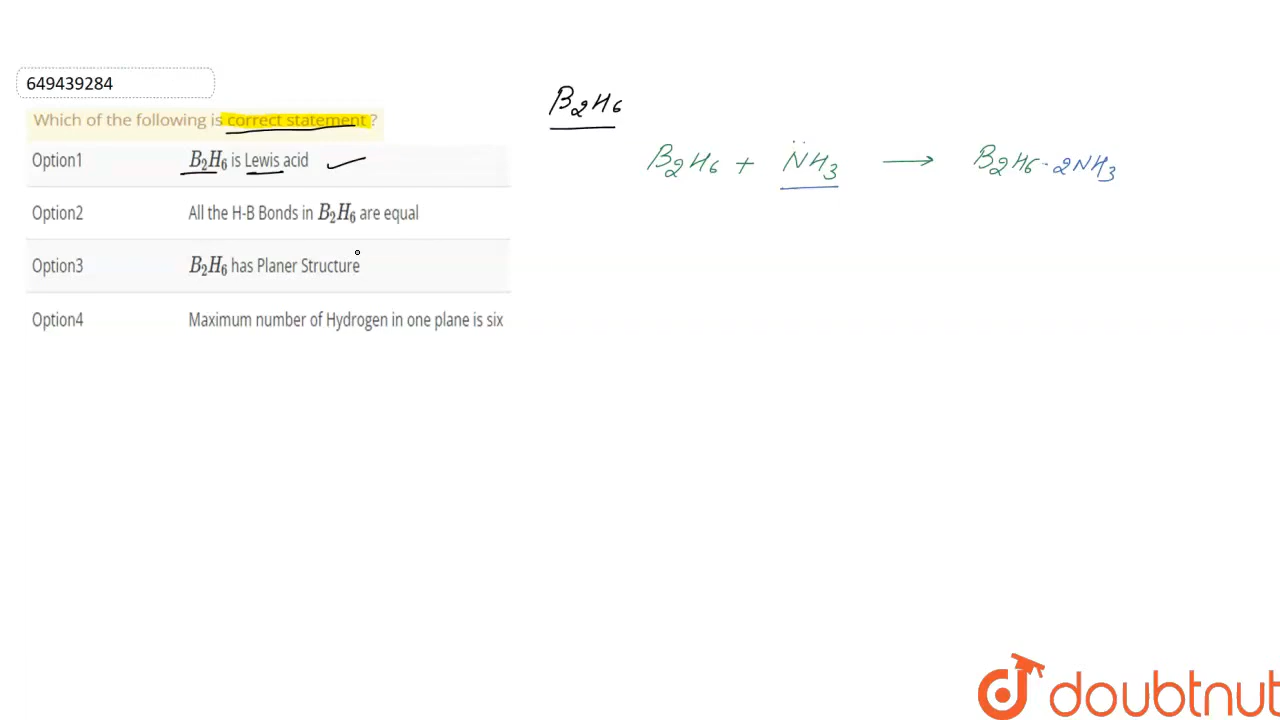 649439284
Which of the following is correct statement ?
Option1 B₂H₆ is Lewis acid
Option2 All the H-B Bonds in B₂H₆ are equal
Option3 B₂H₆ has Planer Structure
Option4 Maximum number of Hydrogen in one plane is six
B₂H₆
B₂H₆ + N̈H₃ → B₂H₆·2NH₃
doubtnut